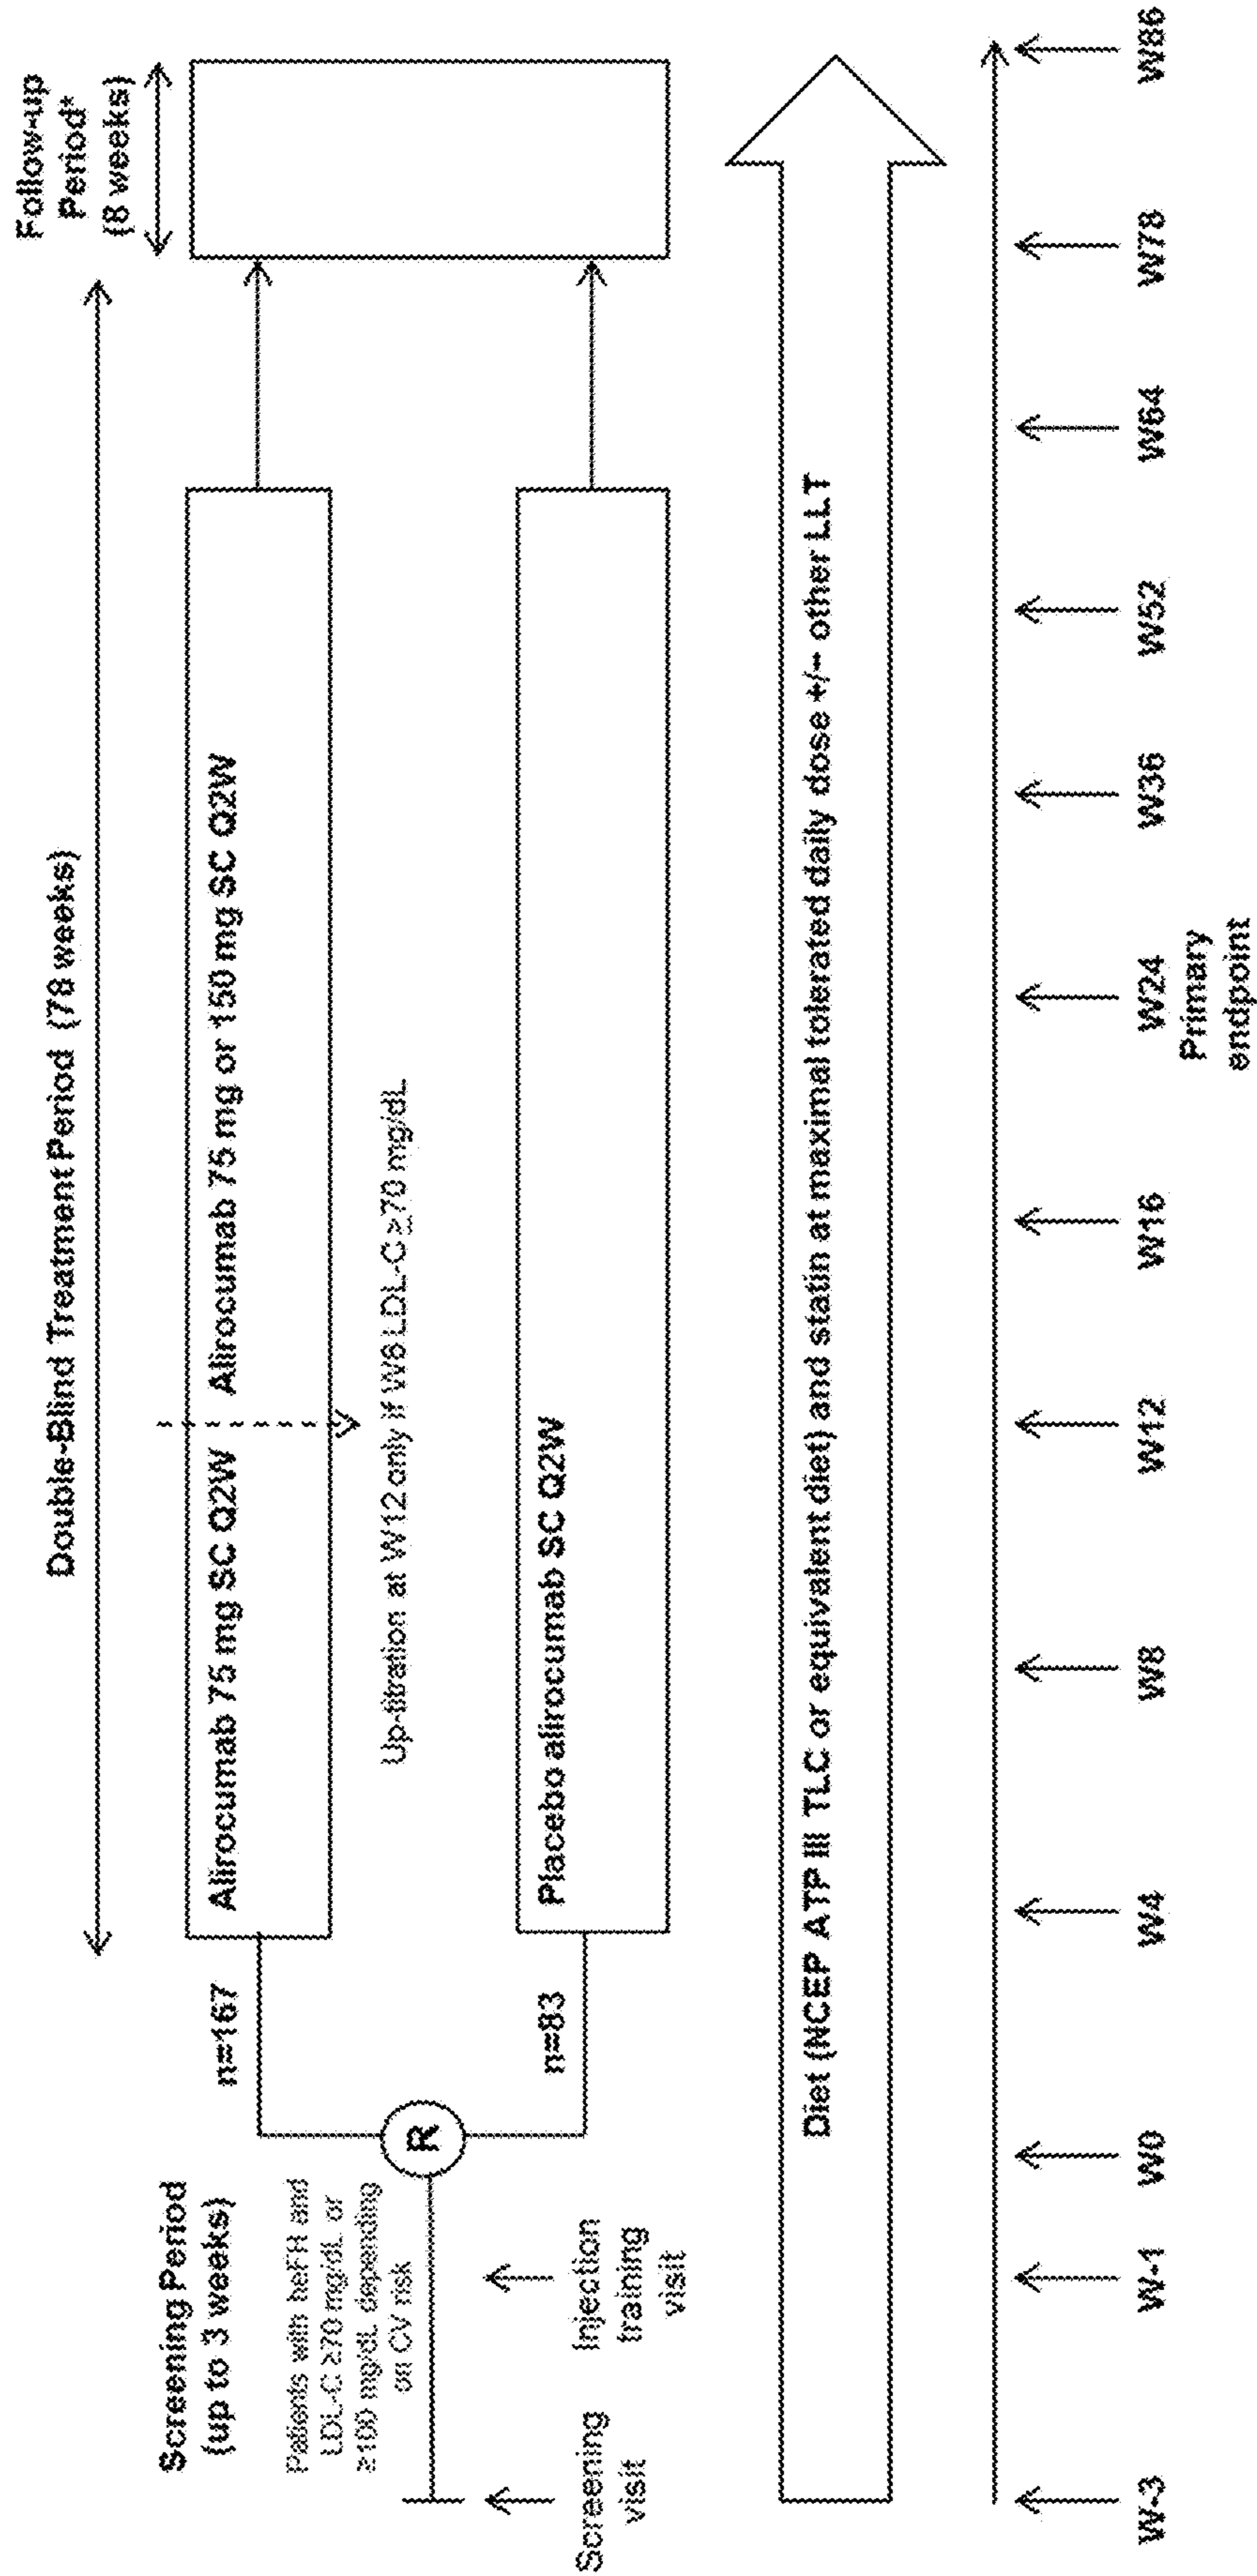 Double-Blind Treatment Period (78 weeks)
Follow-up
Period*
(8 weeks)
Screening Period
(up to 3 weeks)
Patients with heFH and
LDL-C ≥70 mg/dL or
≥100 mg/dL depending
on CV risk
R
n=167
n=83
Alirocumab 75 mg SC Q2W
Alirocumab 75 mg or 150 mg SC Q2W
Up-titration at W12 only if W8 LDL-C≥70 mg/dL
Placebo alirocumab SC Q2W
Screening
visit
Injection
training
visit
Diet (NCEP ATP III TLC or equivalent diet) and statin at maximal tolerated daily dose +/- other LLT
W-3
W-1
W0
W4
W8
W12
W16
W24
Primary
endpoint
W36
W52
W64
W78
W86